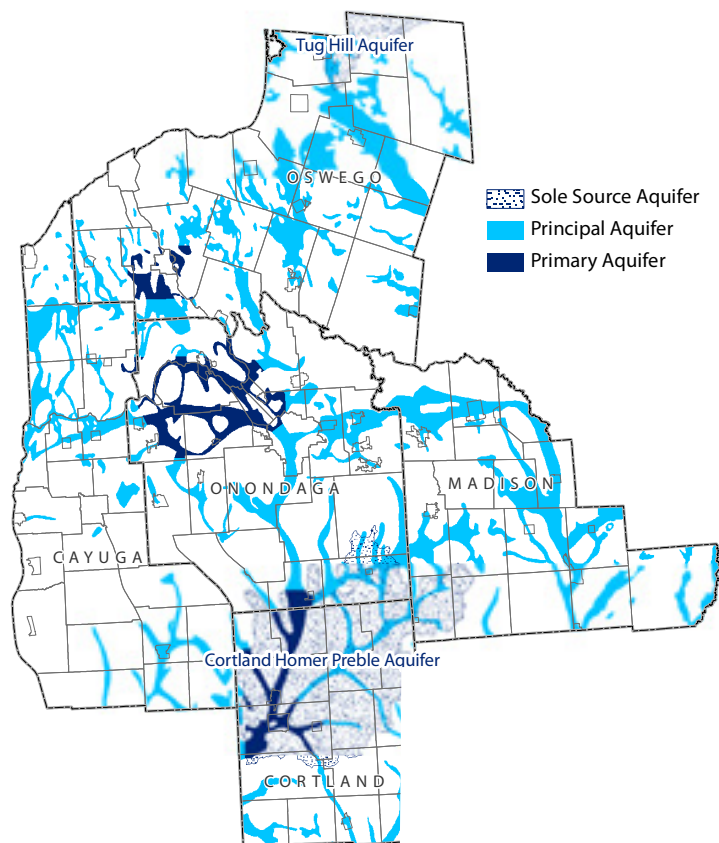 Tug Hill Aquifer
OSWEGO
Sole Source Aquifer
Principal Aquifer
Primary Aquifer
ONONDAGA
MADISON
CAYUGA
Cortland Homer Preble Aquifer
CORTLAND